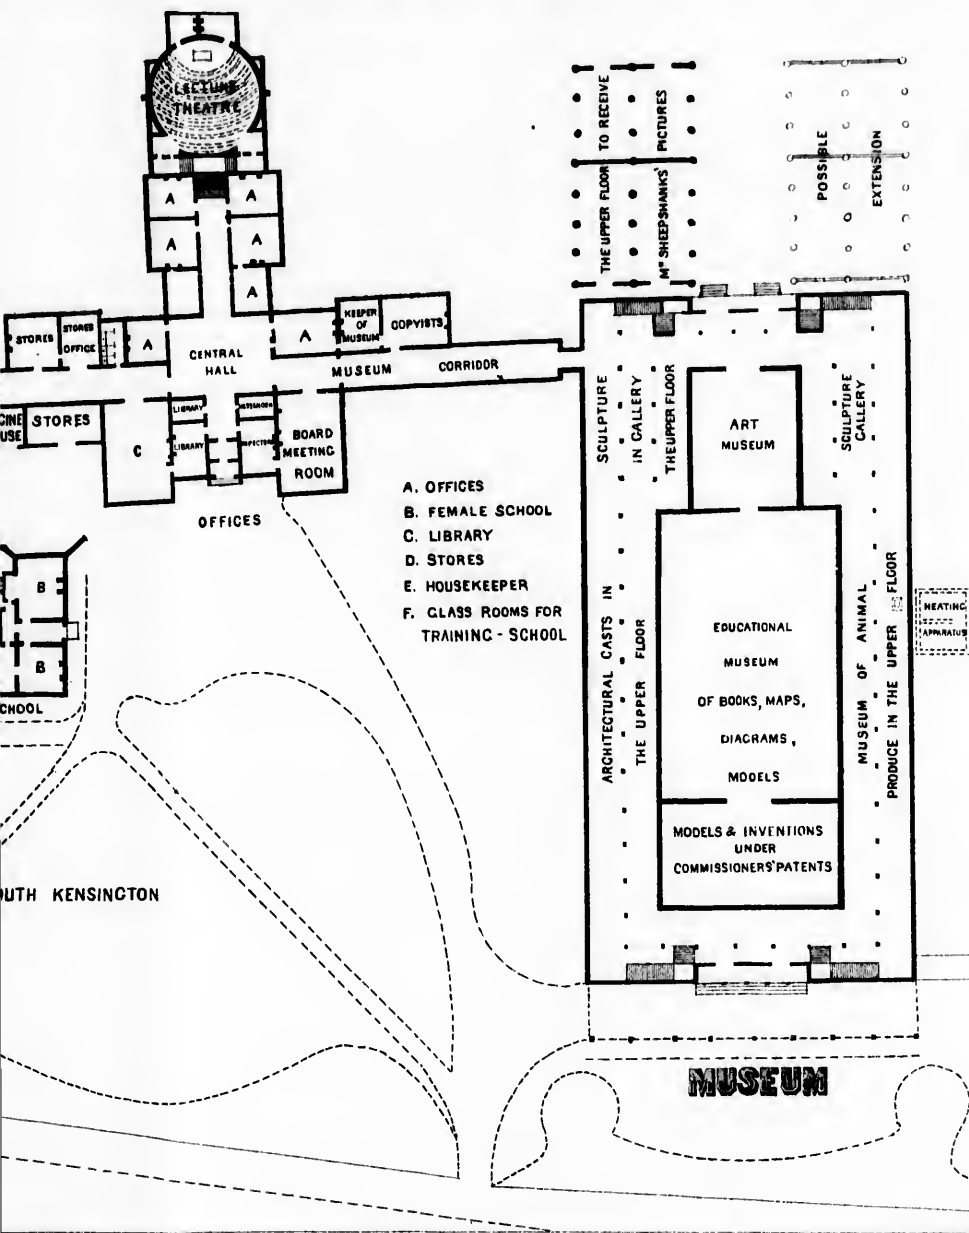 LECTURE
THEATRE
A
A
A
A
A
STORES
STORES
OFFICE
A
CENTRAL
HALL
A
KEEPER
OF
MUSEUM
COPYISTS
MUSEUM CORRIDOR
STORES
C
LIBRARY
LIBRARY
BOARD
MEETING
ROOM
OFFICES
A. OFFICES
B. FEMALE SCHOOL
C. LIBRARY
D. STORES
E. HOUSEKEEPER
F. CLASS ROOMS FOR
TRAINING - SCHOOL
B
B
CHOOL
UTH KENSINGTON
THE UPPER FLOOR TO RECEIVE
MR SHEEPSHANKS' PICTURES
POSSIBLE
EXTENSION
SCULPTURE
IN GALLERY
THE UPPER FLOOR
ART
MUSEUM
SCULPTURE
GALLERY
ARCHITECTURAL CASTS IN
THE UPPER FLOOR
EDUCATIONAL
MUSEUM
OF BOOKS, MAPS,
DIAGRAMS,
MODELS
MODELS & INVENTIONS
UNDER
COMMISSIONERS' PATENTS
MUSEUM OF ANIMAL
PRODUCE IN THE UPPER FLOOR
HEATING
APPARATUS
MUSEUM